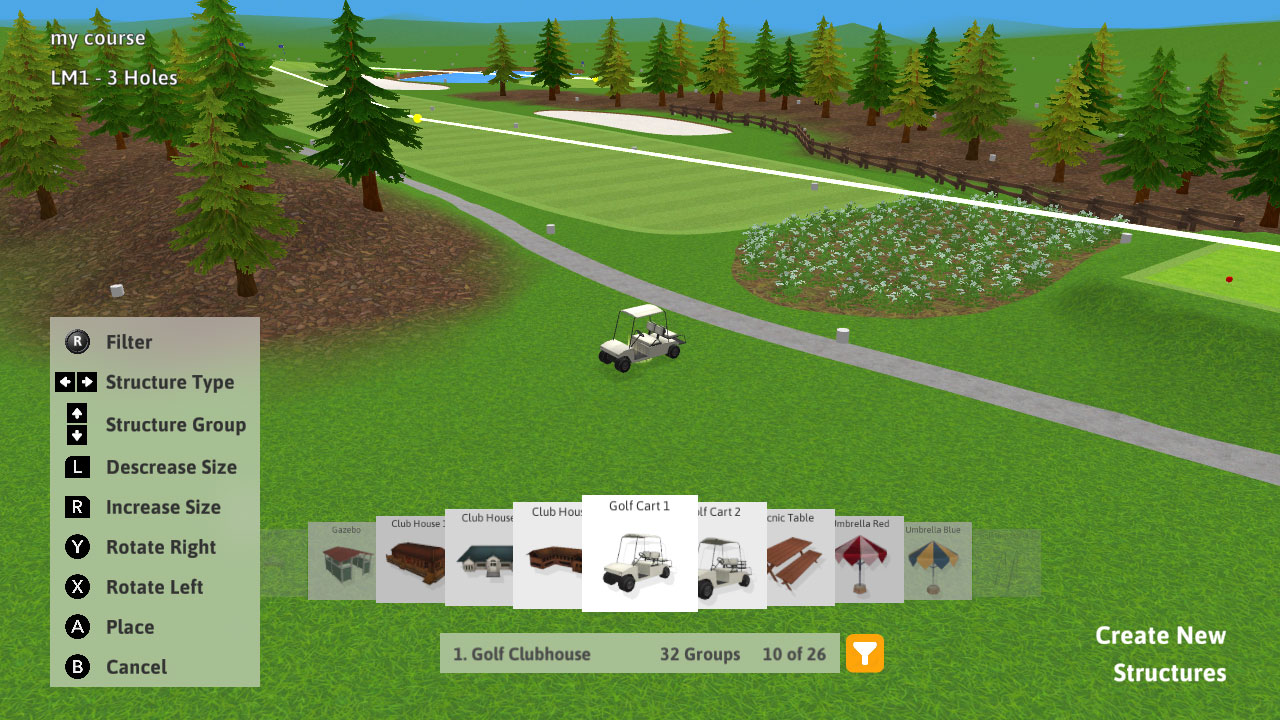 my course
LM1 - 3 Holes
R Filter
Structure Type
Structure Group
L Descrease Size
R Increase Size
Y Rotate Right
X Rotate Left
A Place
B Cancel
Gazebo
Club House
Club House
Club Hous
Golf Cart 1
olf Cart 2
cnic Table
Umbrella Red
Umbrella Blue
1. Golf Clubhouse 32 Groups 10 of 26
Create New
Structures